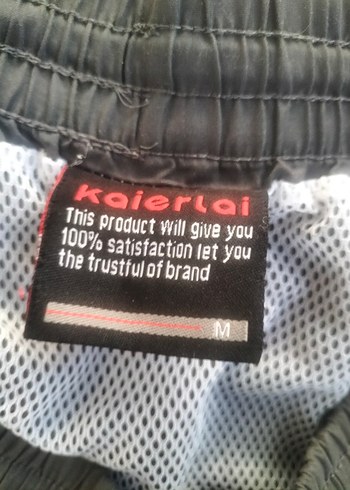 Kaierlai
This product will give you
100% satisfaction let you
the trustful of brand
M